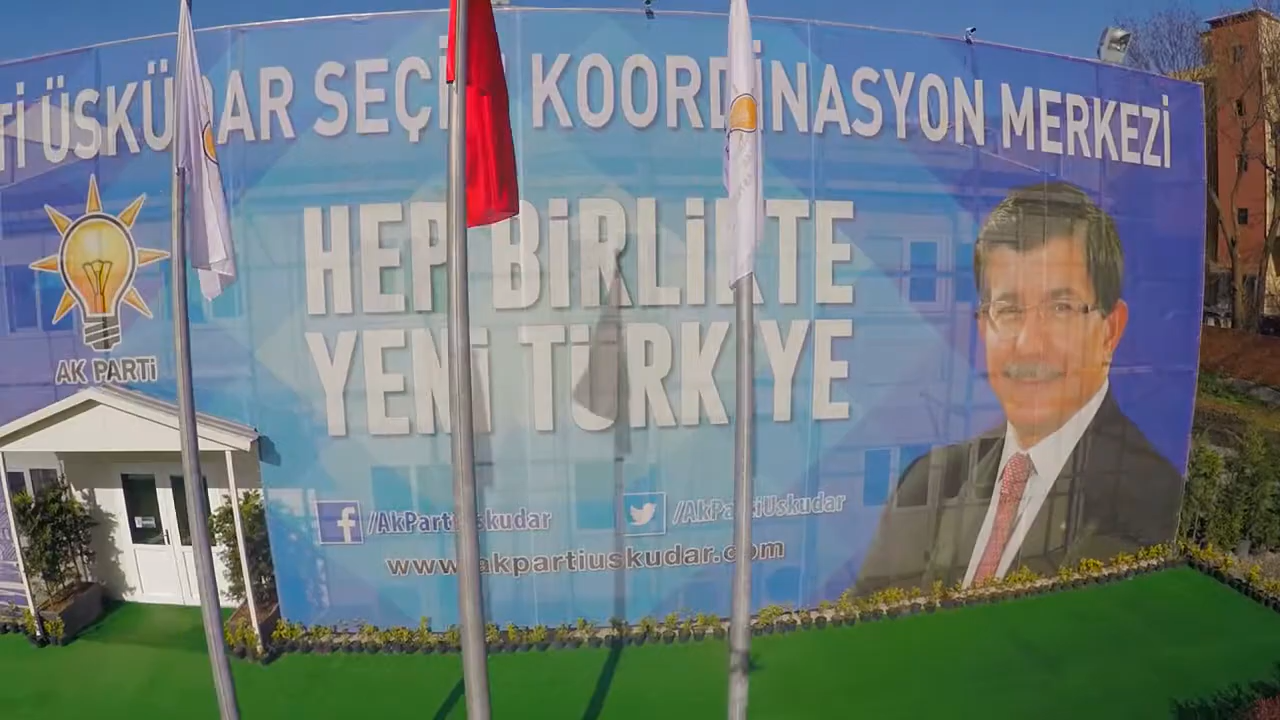 Tİ ÜSKÜDAR SEÇİM KOORDİNASYON MERKEZİ
AK PARTİ
HEP BİRLİKTE
YENİ TÜRKİYE
/AkPartiUskudar
/AkPartiUskudar
www.akpartiuskudar.com